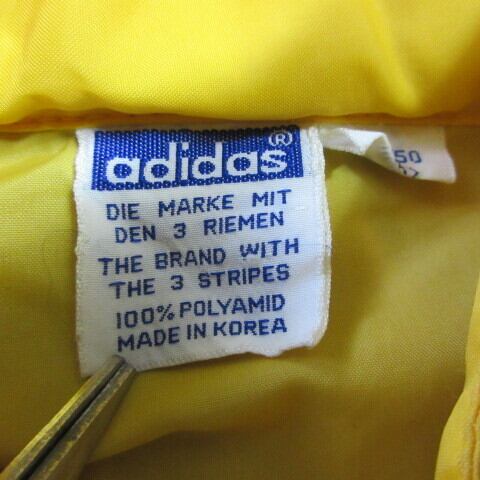 adidas®
DIE MARKE MIT
DEN 3 RIEMEN
THE BRAND WITH
THE 3 STRIPES
100% POLYAMID
MADE IN KOREA
50